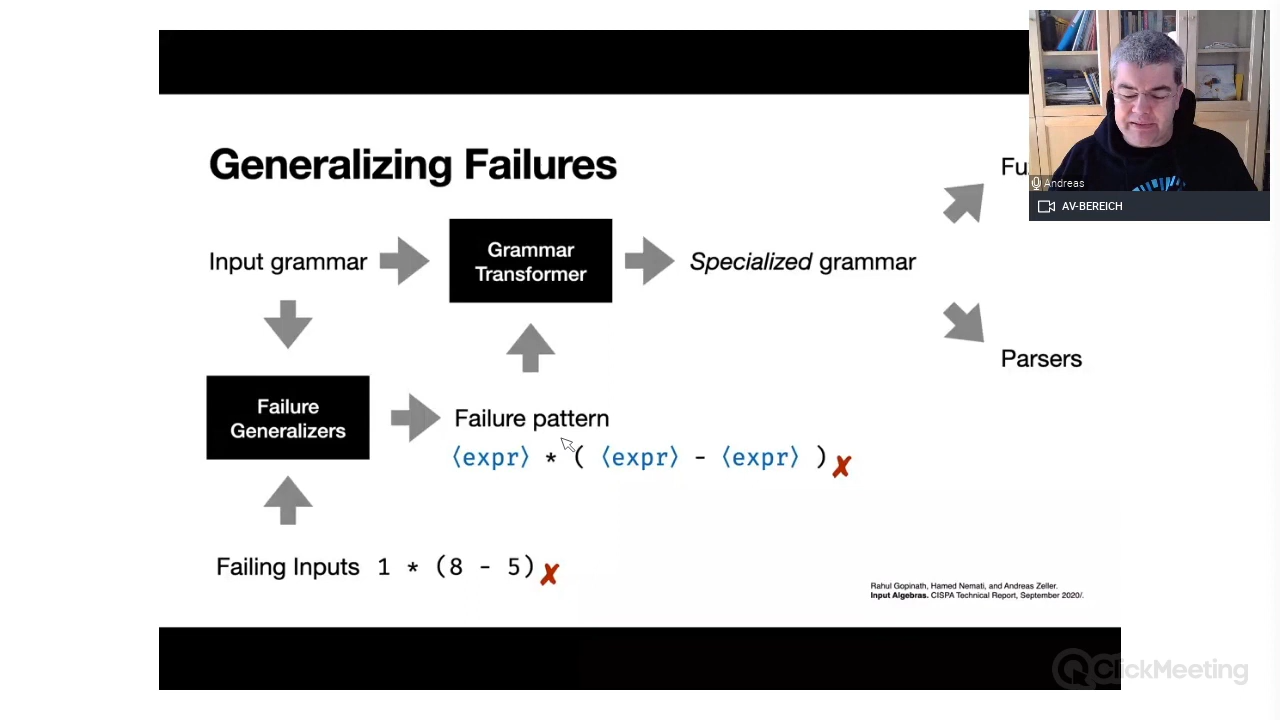 Generalizing Failures
Andreas
AV-BEREICH
Input grammar
Grammar
Transformer
Specialized grammar
Parsers
Failure
Generalizers
Failure pattern
⟨expr⟩ * ( ⟨expr⟩ - ⟨expr⟩ ) ✘
Failing Inputs 1 * (8 - 5) ✘
Rahul Gopinath, Hamed Nemati, and Andreas Zeller.
Input Algebras. CISPA Technical Report, September 2020/.
ClickMeeting